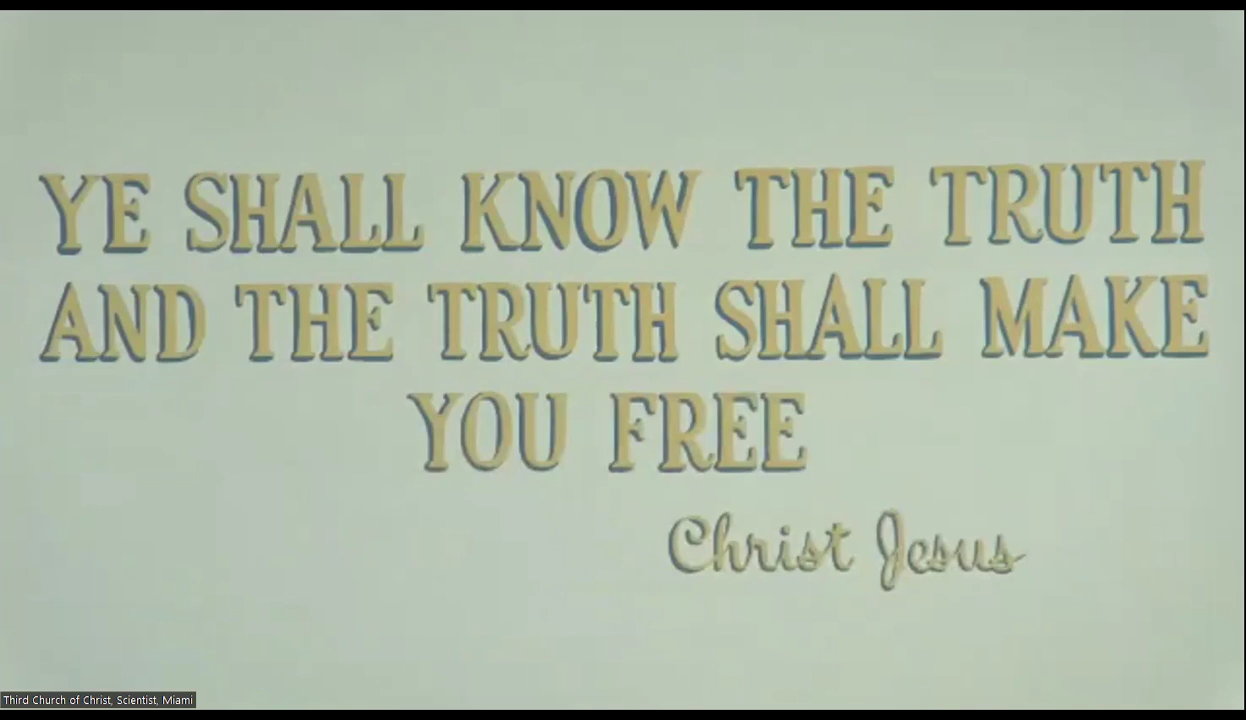 YE SHALL KNOW THE TRUTH
AND THE TRUTH SHALL MAKE
YOU FREE
Christ Jesus
Third Church of Christ, Scientist, Miami